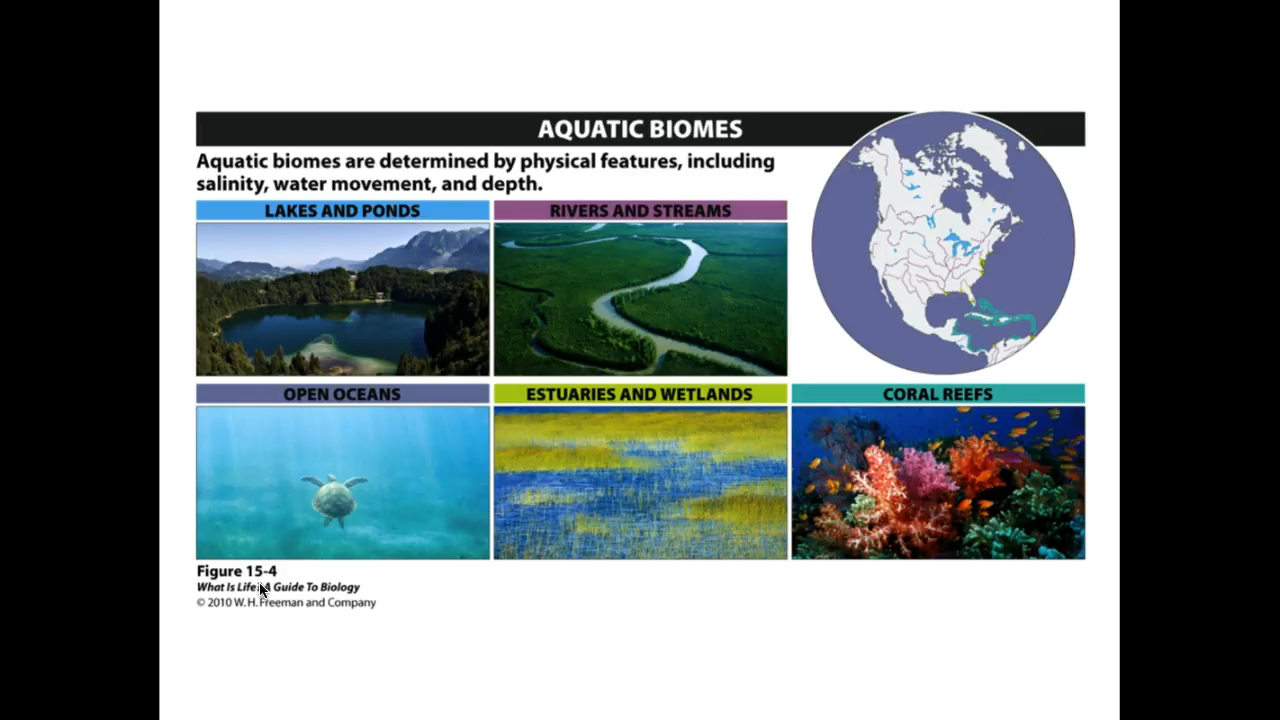 AQUATIC BIOMES
Aquatic biomes are determined by physical features, including
salinity, water movement, and depth.
LAKES AND PONDS
RIVERS AND STREAMS
OPEN OCEANS
ESTUARIES AND WETLANDS
CORAL REEFS
Figure 15-4
What Is Life? A Guide To Biology
© 2010 W. H. Freeman and Company